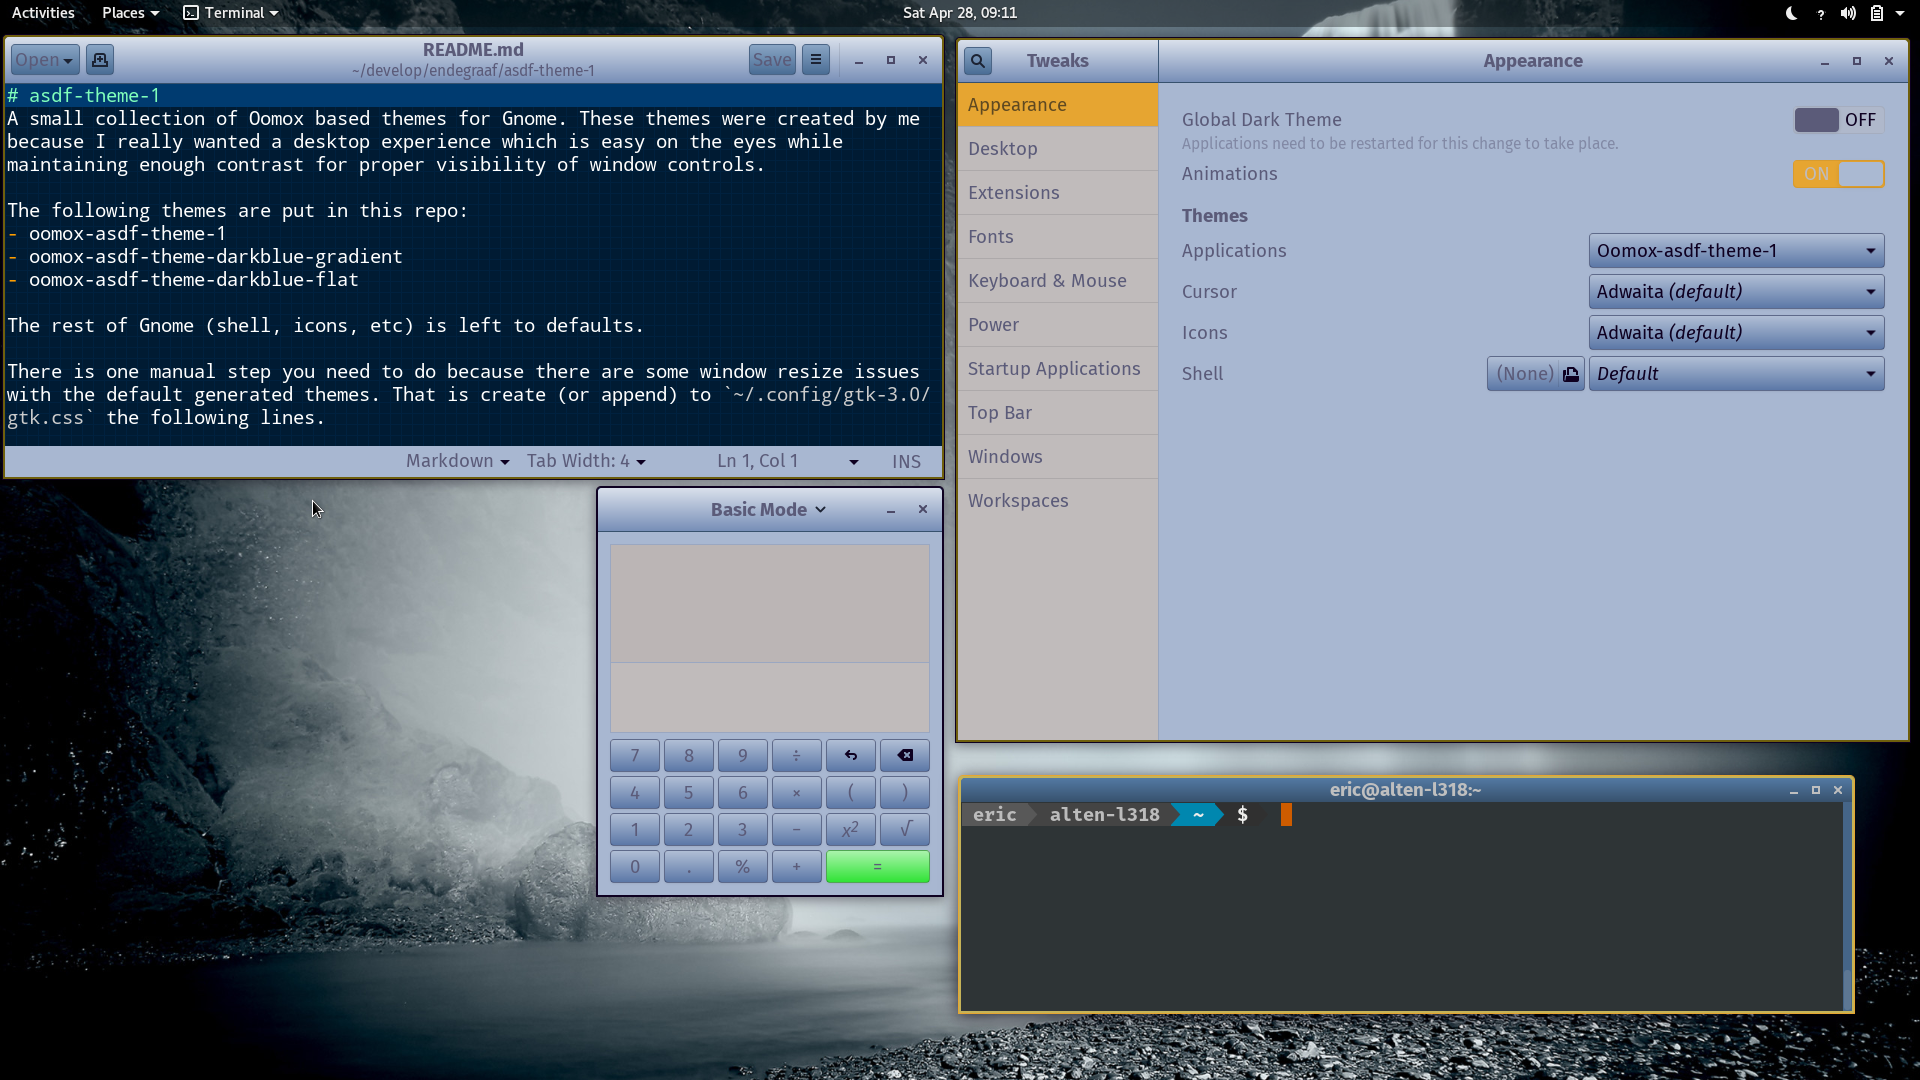 Activities Places Terminal Sat Apr 28, 09:11 ?
Open README.md Save
~/develop/endegraaf/asdf-theme-1
# asdf-theme-1
A small collection of Oomox based themes for Gnome. These themes were created by me
because I really wanted a desktop experience which is easy on the eyes while
maintaining enough contrast for proper visibility of window controls.
The following themes are put in this repo:
- oomox-asdf-theme-1
- oomox-asdf-theme-darkblue-gradient
- oomox-asdf-theme-darkblue-flat
The rest of Gnome (shell, icons, etc) is left to defaults.
There is one manual step you need to do because there are some window resize issues
with the default generated themes. That is create (or append) to `~/.config/gtk-3.0/
gtk.css` the following lines.
Markdown Tab Width: 4 Ln 1, Col 1 INS
Tweaks Appearance
Appearance
Desktop
Extensions
Fonts
Keyboard & Mouse
Power
Startup Applications
Top Bar
Windows
Workspaces
Global Dark Theme OFF
Applications need to be restarted for this change to take place.
Animations ON
Themes
Applications Oomox-asdf-theme-1
Cursor Adwaita (default)
Icons Adwaita (default)
Shell (None) Default
Basic Mode
7 8 9 ÷
4 5 6 × ( )
1 2 3 − x² √
0 . % + =
eric@alten-l318:~
eric alten-l318 ~ $